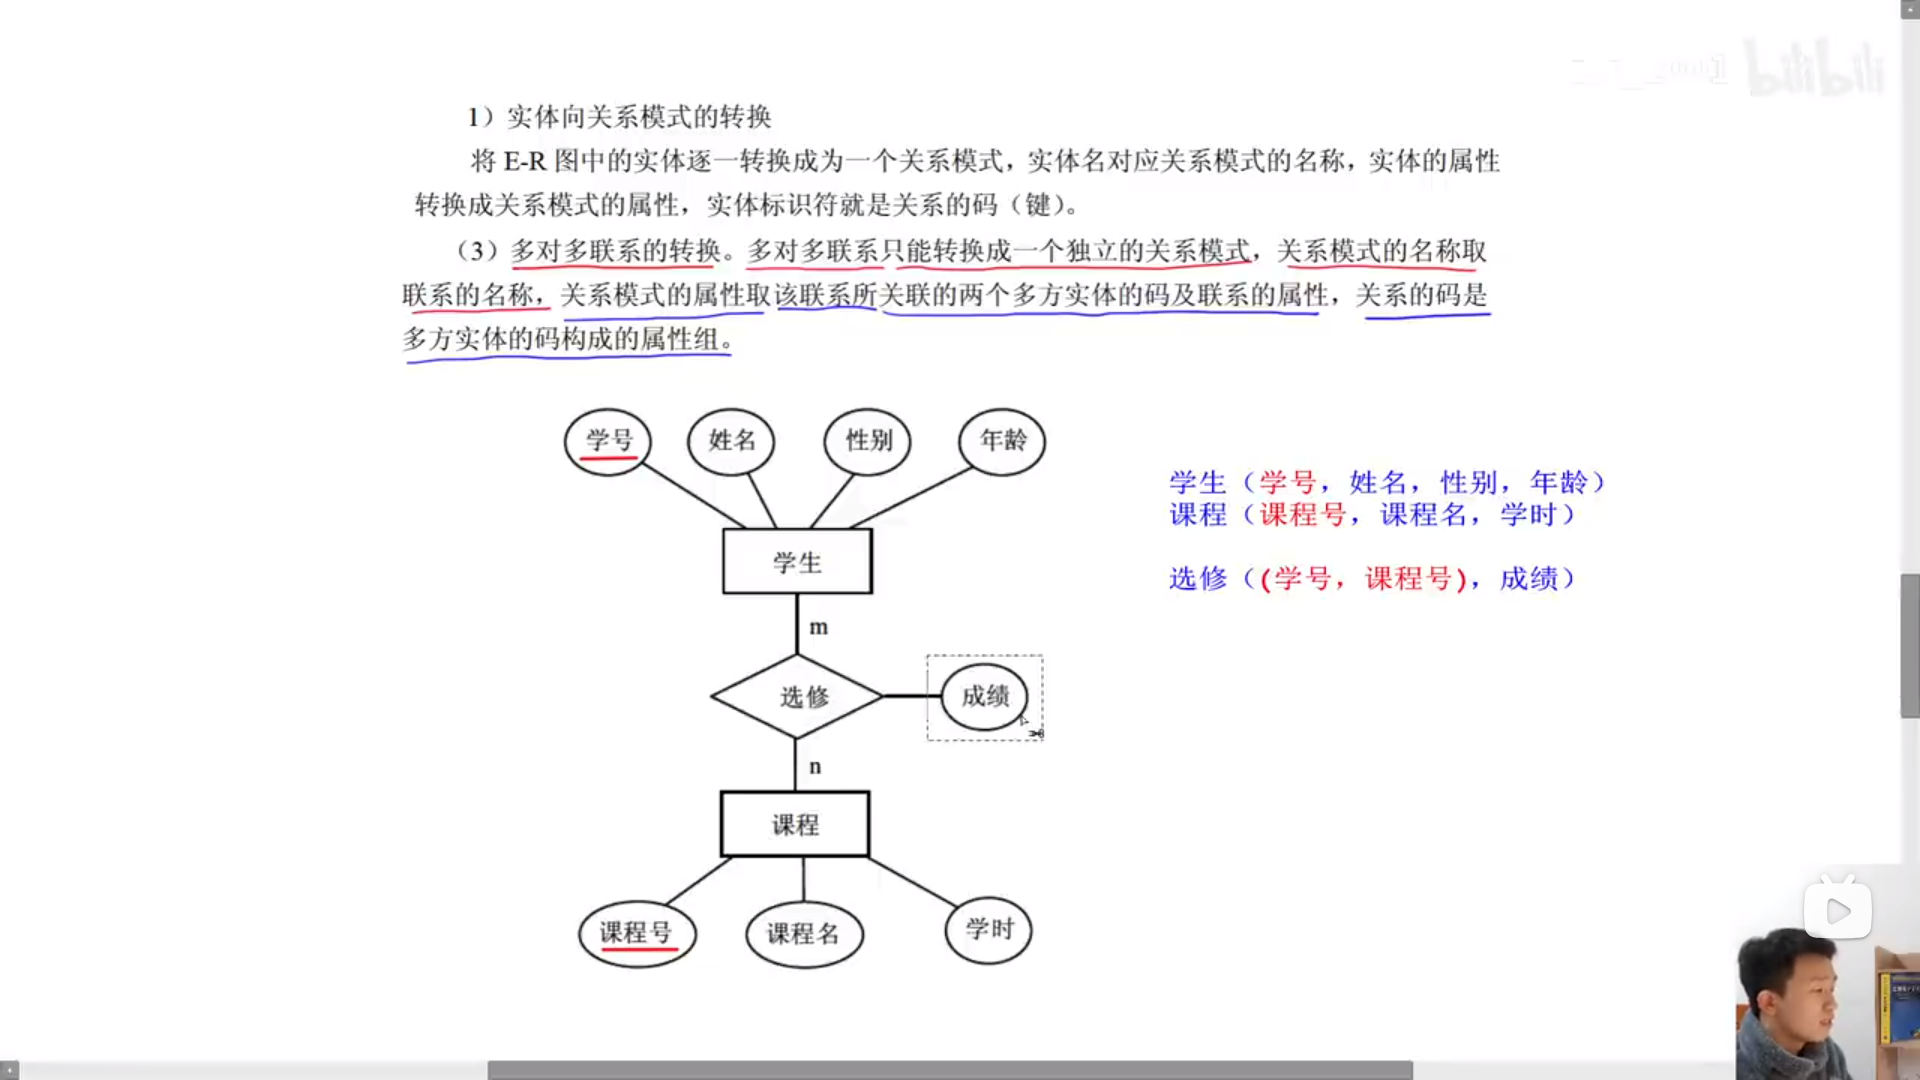 bilibili
1）实体向关系模式的转换
将 E-R 图中的实体逐一转换成为一个关系模式，实体名对应关系模式的名称，实体的属性
转换成关系模式的属性，实体标识符就是关系的码（键）。
（3）多对多联系的转换。多对多联系只能转换成一个独立的关系模式，关系模式的名称取
联系的名称，关系模式的属性取该联系所关联的两个多方实体的码及联系的属性，关系的码是
多方实体的码构成的属性组。
学号 姓名 性别 年龄
学生（学号，姓名，性别，年龄）
课程（课程号，课程名，学时）
学生
选修（(学号，课程号)，成绩）
m
选修 成绩
n
课程
课程号 课程名 学时